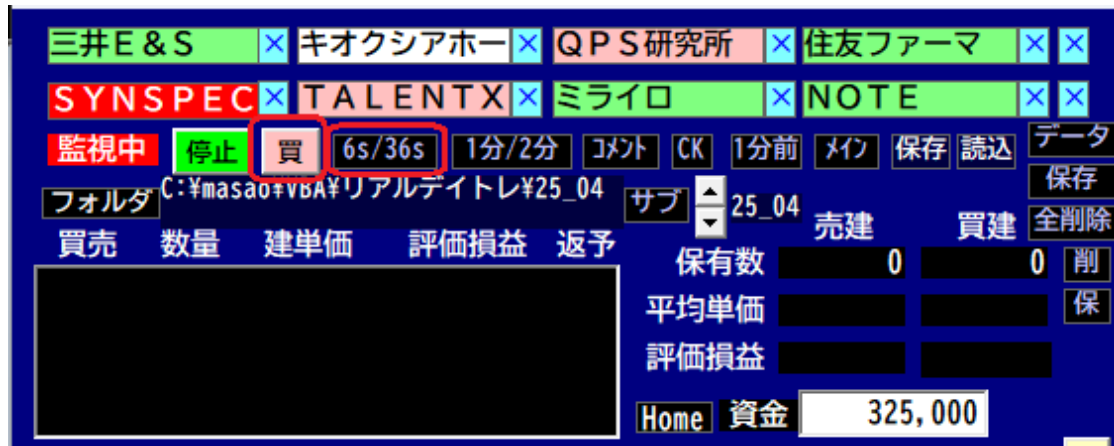 三井E&S × キオクシアホー × QPS研究所 × 住友ファーマ × ×
SYNSPEC × TALENTX × ミライロ × NOTE × ×
監視中 停止 買 6s/36s 1分/2分 コメント CK 1分前 メイン 保存 読込 データ
保存
フォルダ C:¥masao¥VBA¥リアルデイトレ¥25_04 サブ 25_04
売建 買建 全削除
買売 数量 建単価 評価損益 返予
保有数 0 0 削
平均単価 保
評価損益
Home 資金 325,000